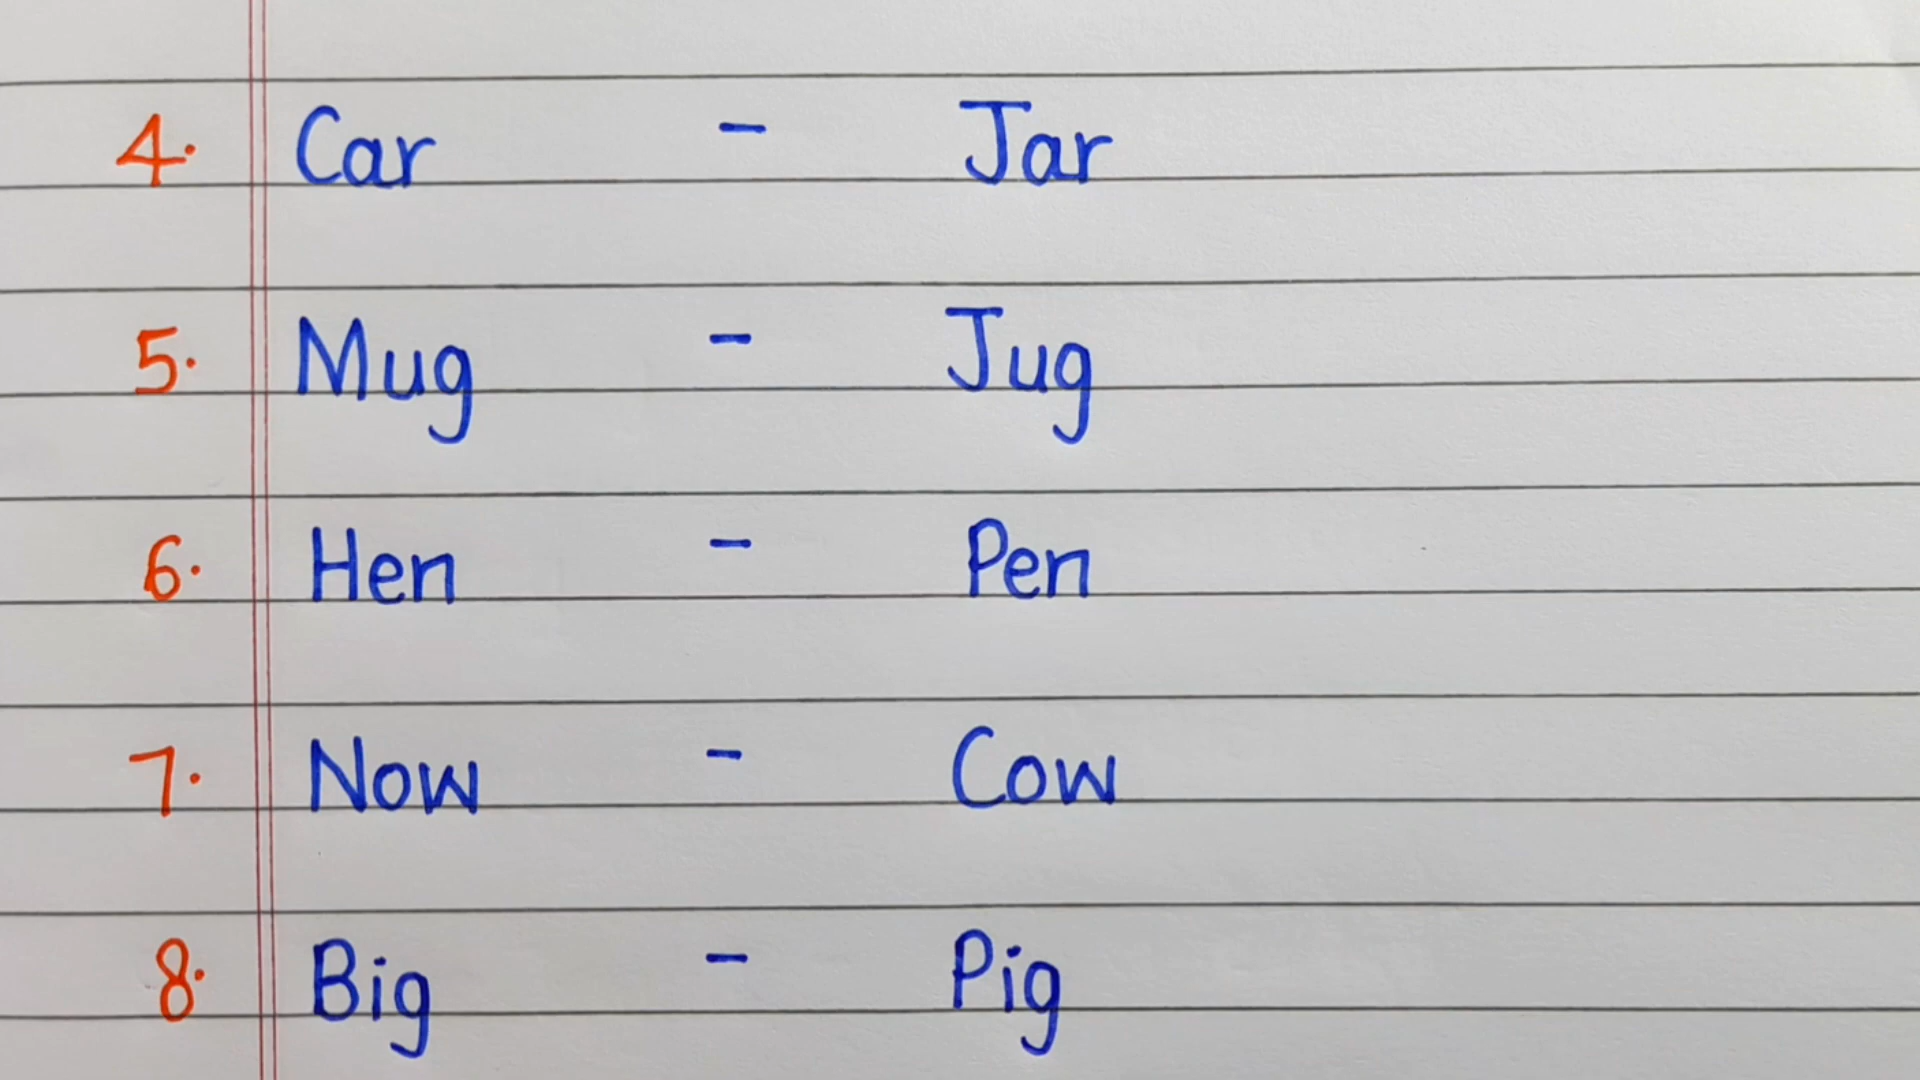 4. Car - Jar
5. Mug - Jug
6. Hen - Pen
7. Now - Cow
8. Big - Pig